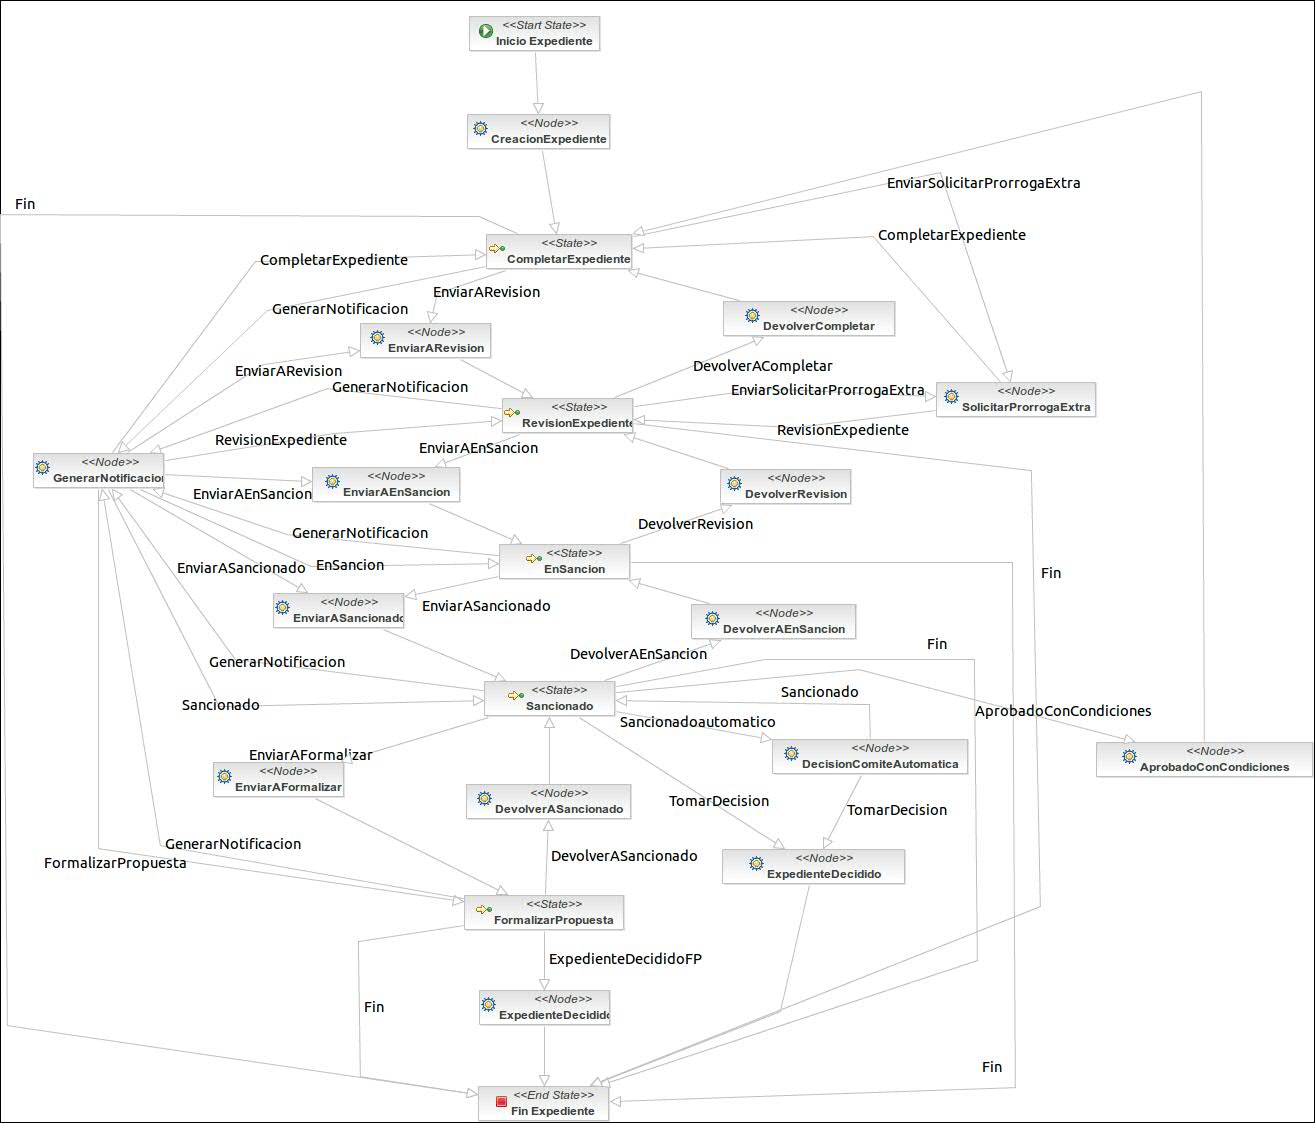 <<Start State>>
Inicio Expediente
<<Node>>
CreacionExpediente
EnviarSolicitarProrrogaExtra
Fin
<<State>>
CompletarExpediente
CompletarExpediente
CompletarExpediente
EnviarARevision
GenerarNotificacion
<<Node>>
DevolverCompletar
<<Node>>
EnviarARevision
DevolverACompletar
EnviarARevision
GenerarNotificacion
EnviarSolicitarProrrogaExtra
<<Node>>
SolicitarProrrogaExtra
<<State>>
RevisionExpediente
RevisionExpediente
RevisionExpediente
EnviarAEnSancion
<<Node>>
GenerarNotificacion
<<Node>>
EnviarAEnSancion
<<Node>>
DevolverRevision
EnviarAEnSancion
DevolverRevision
GenerarNotificacion
<<State>>
EnSancion
EnviarASancionado
EnSancion
Fin
<<Node>>
EnviarASancionado
EnviarASancionado
<<Node>>
DevolverAEnSancion
Fin
DevolverAEnSancion
GenerarNotificacion
<<State>>
Sancionado
Sancionado
Sancionado
AprobadoConCondiciones
Sancionadoautomatico
EnviarAFormalizar
<<Node>>
EnviarAFormalizar
<<Node>>
DecisionComiteAutomatica
<<Node>>
AprobadoConCondiciones
<<Node>>
DevolverASancionado
TomarDecision
TomarDecision
GenerarNotificacion
FormalizarPropuesta
DevolverASancionado
<<Node>>
ExpedienteDecidido
<<State>>
FormalizarPropuesta
ExpedienteDecididoFP
Fin
<<Node>>
ExpedienteDecidido
Fin
<<End State>>
Fin Expediente